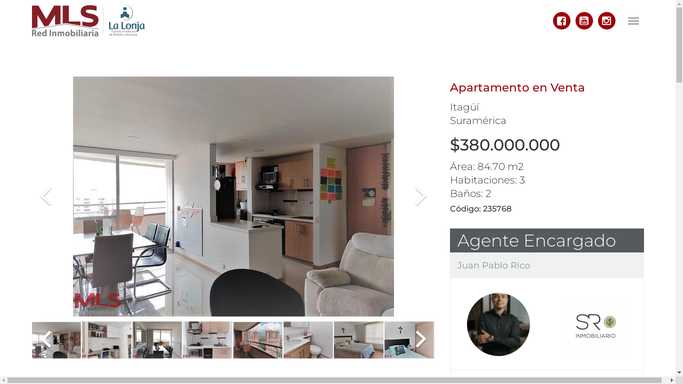 MLS
Red Inmobiliaria
La Lonja
Apartamento en Venta
Itagüí
Suramérica
$380.000.000
Área: 84.70 m2
Habitaciones: 3
Baños: 2
Código: 235768
Agente Encargado
Juan Pablo Rico
MLS
SR
INMOBILIARIO